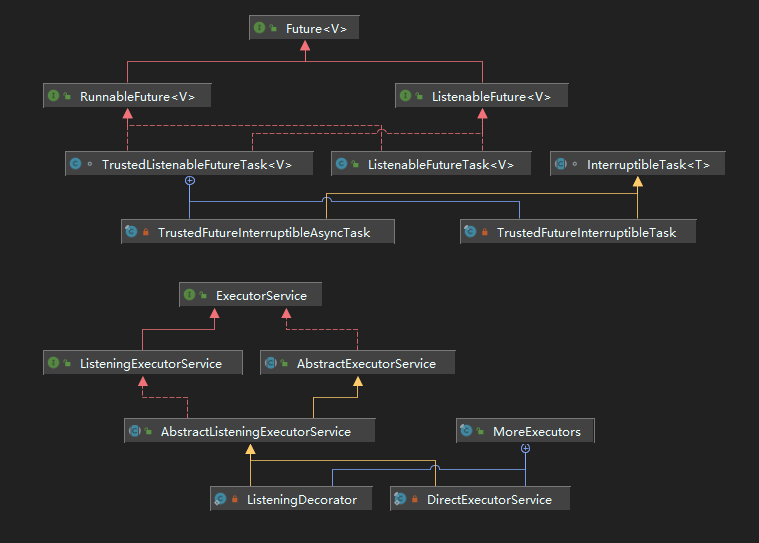 Future<V>
RunnableFuture<V>
ListenableFuture<V>
TrustedListenableFutureTask<V>
ListenableFutureTask<V>
InterruptibleTask<T>
TrustedFutureInterruptibleAsyncTask
TrustedFutureInterruptibleTask
ExecutorService
ListeningExecutorService
AbstractExecutorService
AbstractListeningExecutorService
MoreExecutors
ListeningDecorator
DirectExecutorService